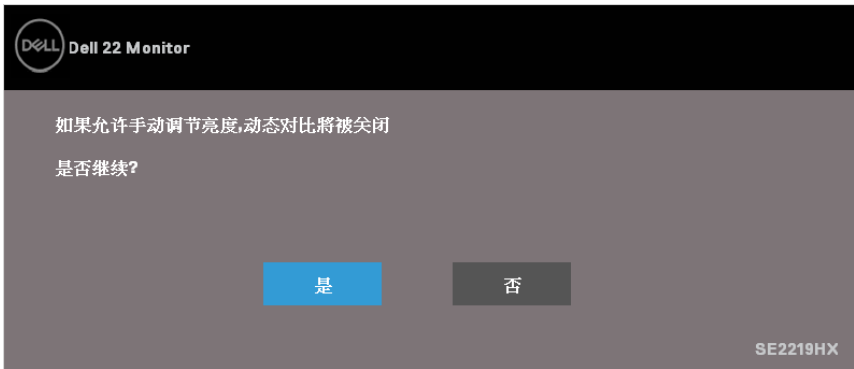 DELL
Dell 22 Monitor
如果允许手动调节亮度,动态对比将被关闭
是否继续?
是
否
SE2219HX